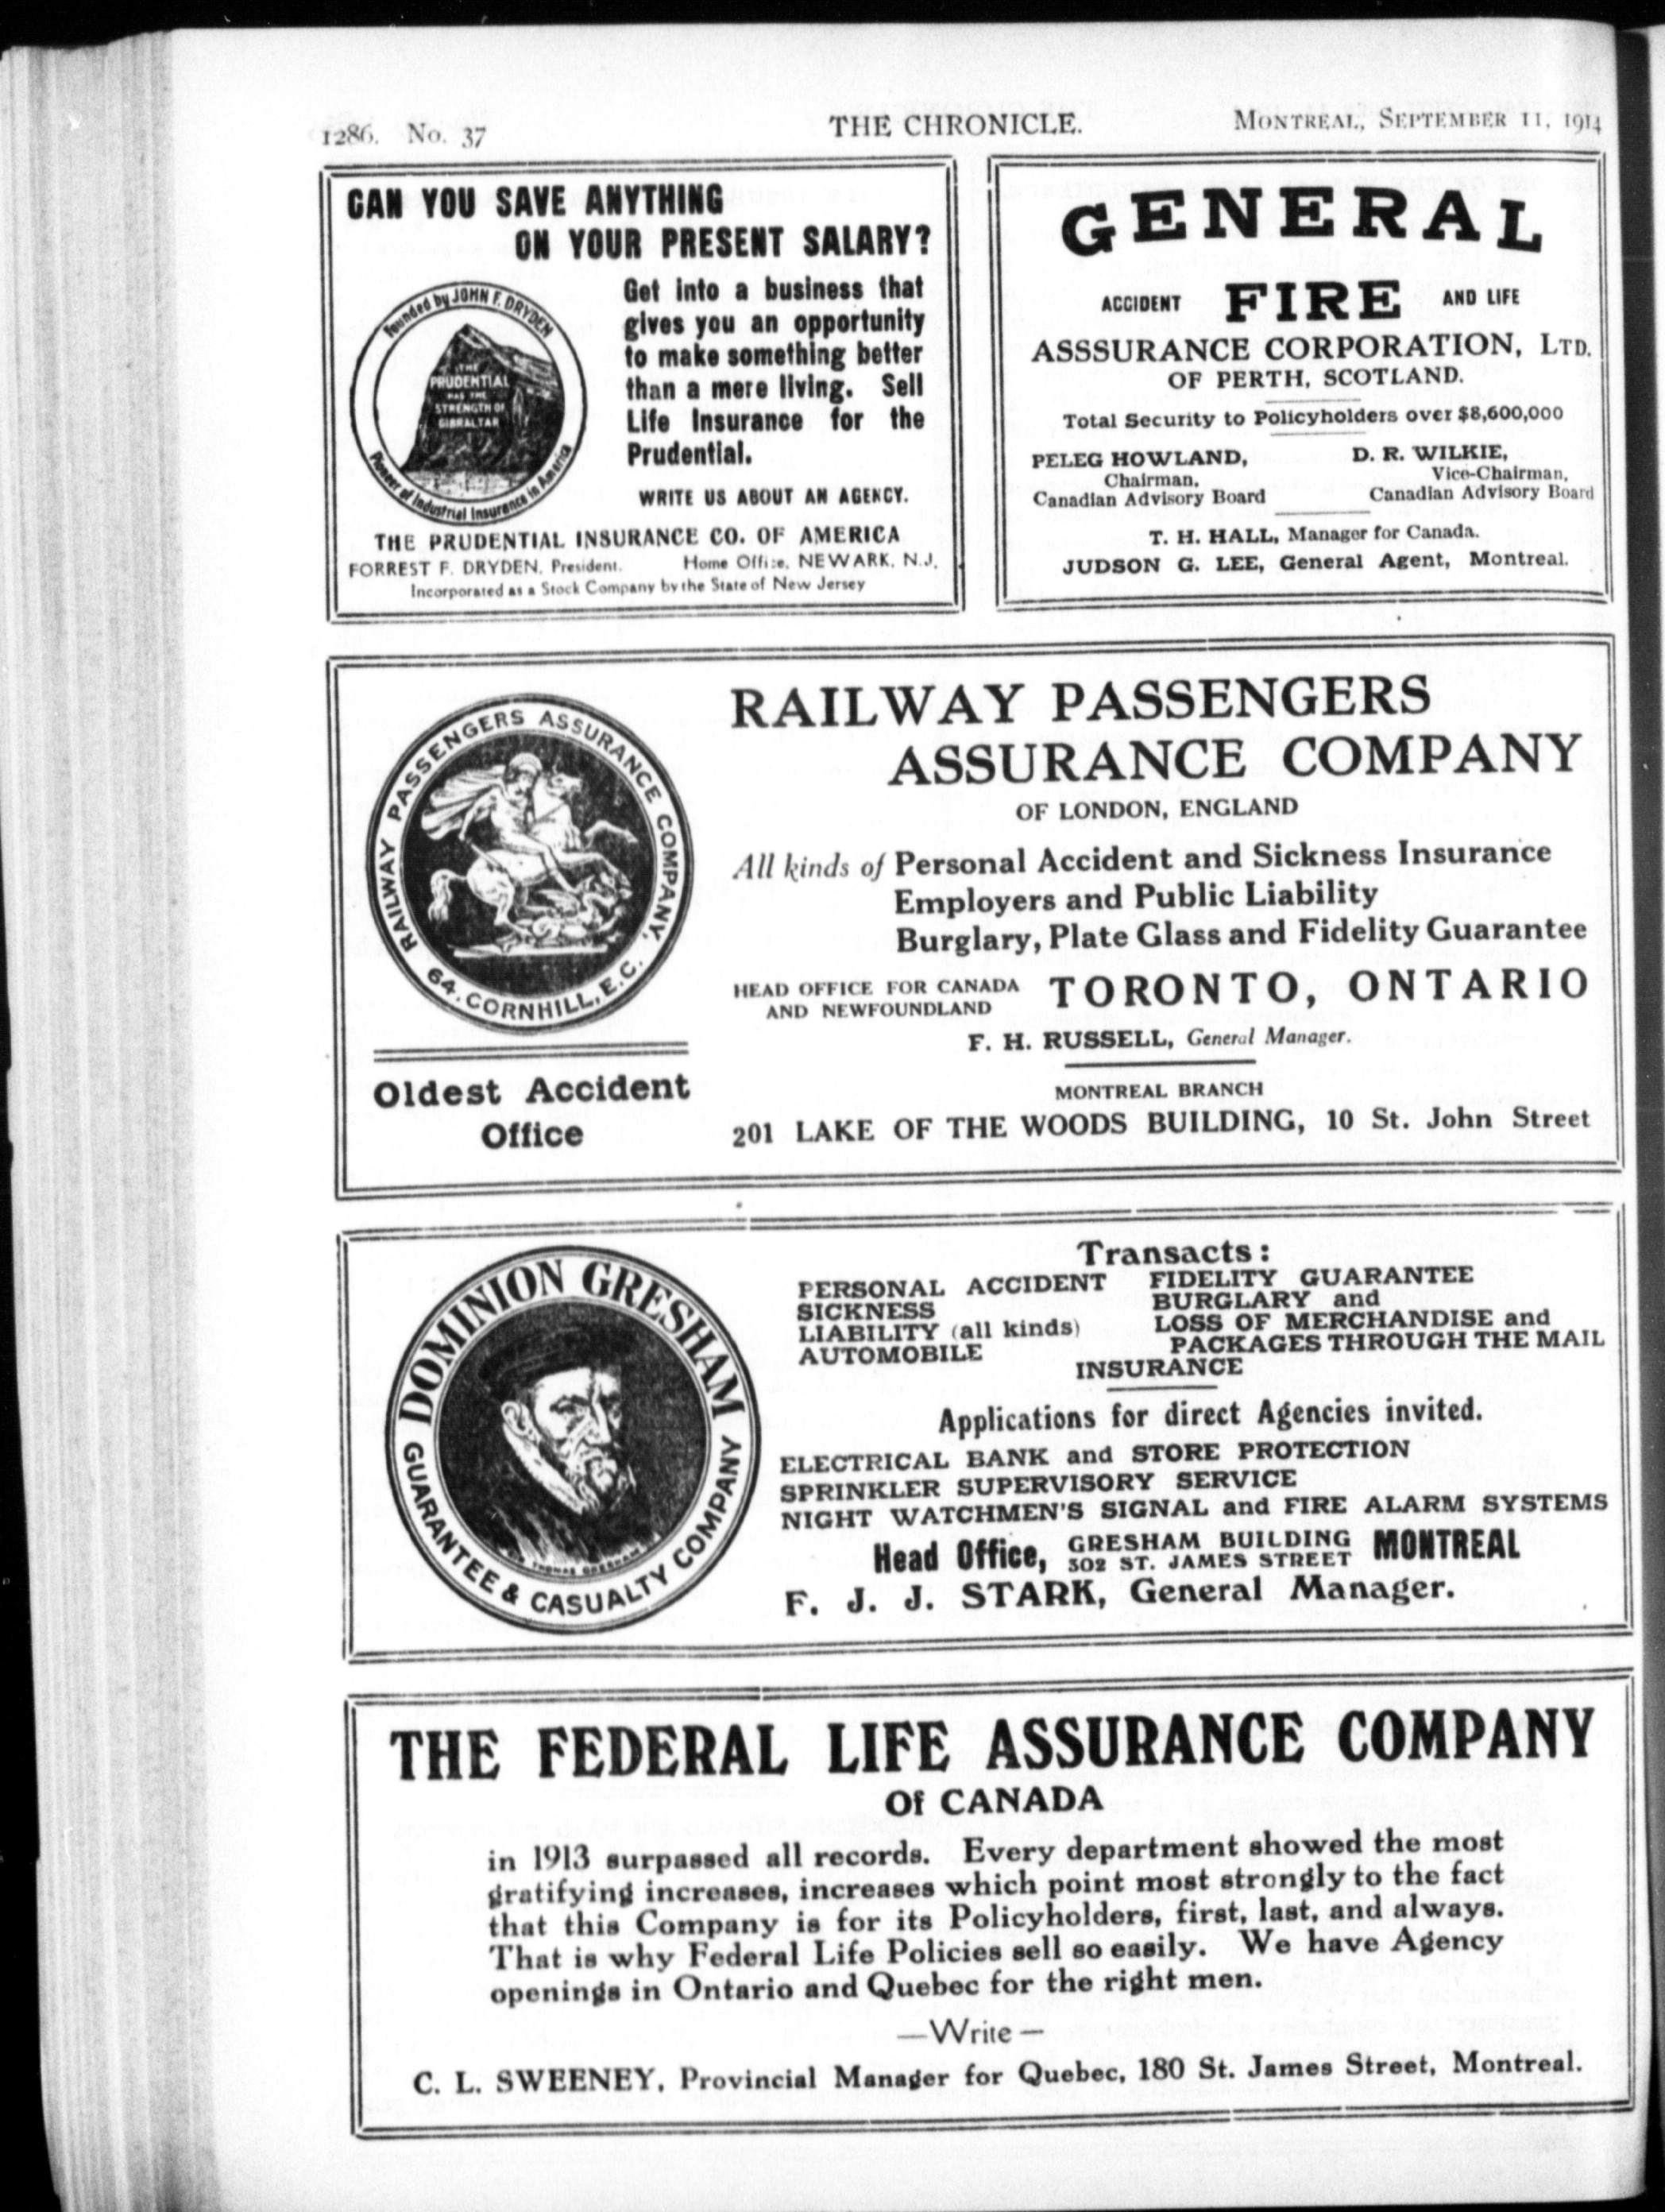 1286. No. 37 THE CHRONICLE. MONTREAL, SEPTEMBER 11, 1914
CAN YOU SAVE ANYTHING
ON YOUR PRESENT SALARY?
Founded by JOHN F. DRYDEN
THE
PRUDENTIAL
HAS THE
STRENGTH OF
GIBRALTAR
Pioneer of Industrial Insurance in America
Get into a business that
gives you an opportunity
to make something better
than a mere living. Sell
Life Insurance for the
Prudential.
WRITE US ABOUT AN AGENCY.
THE PRUDENTIAL INSURANCE CO. OF AMERICA
FORREST F. DRYDEN, President. Home Office, NEWARK, N.J.
Incorporated as a Stock Company by the State of New Jersey
GENERAL
ACCIDENT FIRE AND LIFE
ASSSURANCE CORPORATION, LTD.
OF PERTH, SCOTLAND.
Total Security to Policyholders over $8,600,000
PELEG HOWLAND,
Chairman,
Canadian Advisory Board
D. R. WILKIE,
Vice-Chairman,
Canadian Advisory Board
T. H. HALL, Manager for Canada.
JUDSON G. LEE, General Agent, Montreal.
RAILWAY PASSENGERS ASSURANCE COMPANY,
64. CORNHILL, E.C.
Oldest Accident
Office
RAILWAY PASSENGERS
ASSURANCE COMPANY
OF LONDON, ENGLAND
All kinds of Personal Accident and Sickness Insurance
Employers and Public Liability
Burglary, Plate Glass and Fidelity Guarantee
HEAD OFFICE FOR CANADA
AND NEWFOUNDLAND
TORONTO, ONTARIO
F. H. RUSSELL, General Manager.
MONTREAL BRANCH
201 LAKE OF THE WOODS BUILDING, 10 St. John Street
DOMINION GRESHAM
GUARANTEE & CASUALTY COMPANY
SIR THOMAS GRESHAM
Transacts:
PERSONAL ACCIDENT
SICKNESS
LIABILITY (all kinds)
AUTOMOBILE
FIDELITY GUARANTEE
BURGLARY and
LOSS OF MERCHANDISE and
PACKAGES THROUGH THE MAIL
INSURANCE
Applications for direct Agencies invited.
ELECTRICAL BANK and STORE PROTECTION
SPRINKLER SUPERVISORY SERVICE
NIGHT WATCHMEN'S SIGNAL and FIRE ALARM SYSTEMS
Head Office, GRESHAM BUILDING
302 ST. JAMES STREET MONTREAL
F. J. J. STARK, General Manager.
THE FEDERAL LIFE ASSURANCE COMPANY
Of CANADA
in 1913 surpassed all records. Every department showed the most
gratifying increases, increases which point most strongly to the fact
that this Company is for its Policyholders, first, last, and always.
That is why Federal Life Policies sell so easily. We have Agency
openings in Ontario and Quebec for the right men.
—Write—
C. L. SWEENEY, Provincial Manager for Quebec, 180 St. James Street, Montreal.